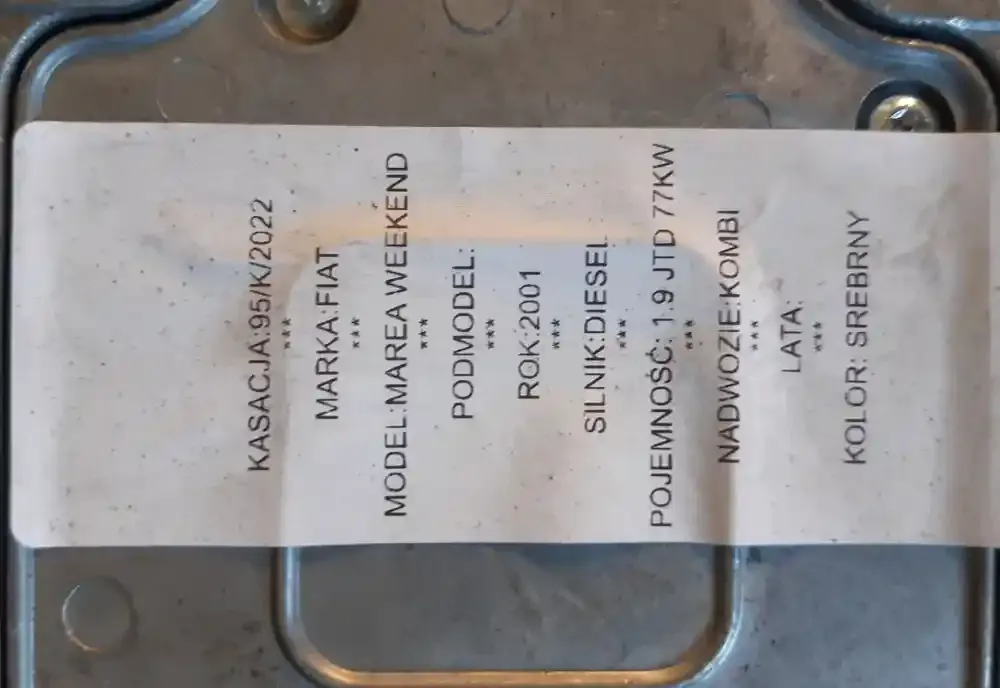 KASACJA:95/K/2022
***
MARKA:FIAT
***
MODEL:MAREA WEEKEND
***
PODMODEL:
***
ROK:2001
***
SILNIK:DIESEL
***
POJEMNOŚĆ: 1.9 JTD 77KW
***
NADWOZIE:KOMBI
***
LATA:
***
KOLOR: SREBRNY